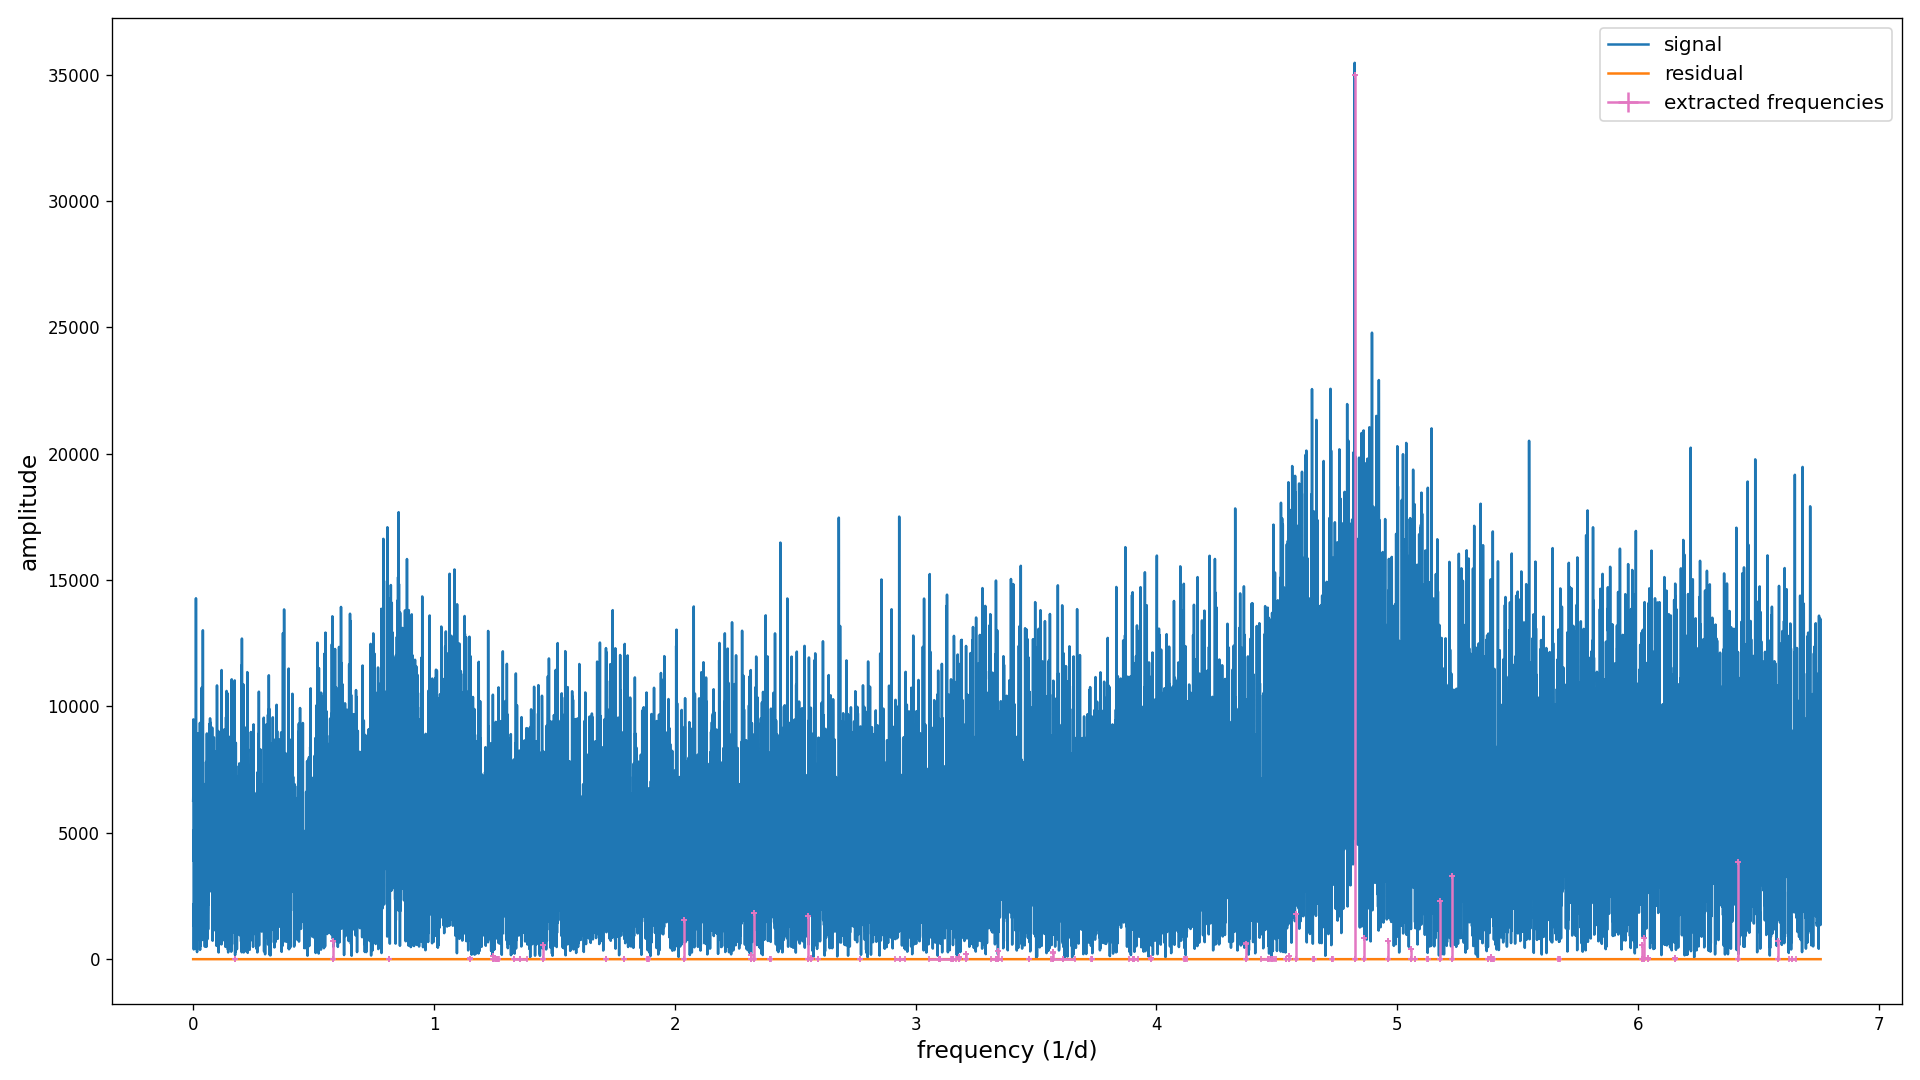 signal
residual
extracted frequencies
35000
30000
25000
20000
15000
10000
5000
0
amplitude
0 1 2 3 4 5 6 7
frequency (1/d)